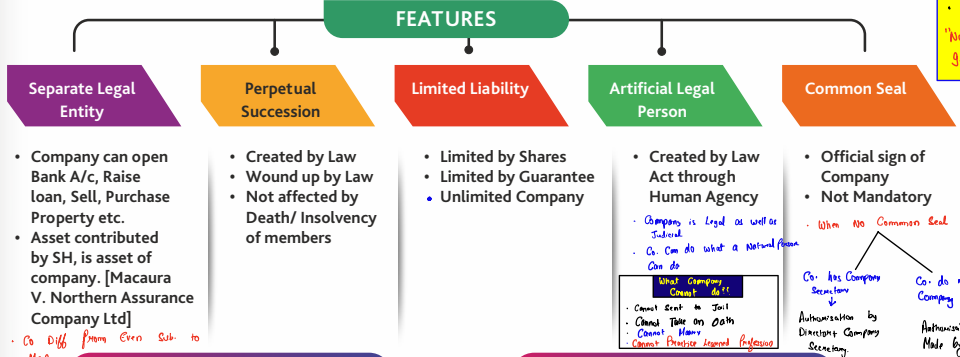 FEATURES
"No
g
Separate Legal
Entity
Company can open
Bank A/c, Raise
loan, Sell, Purchase
Property etc.
Asset contributed
by SH, is asset of
company. [Macaura
V. Northern Assurance
Company Ltd]
Co Diff from Even Sub. to
Perpetual
Succession
Created by Law
Wound up by Law
Not affected by
Death/ Insolvency
of members
Limited Liability
Limited by Shares
Limited by Guarantee
Unlimited Company
Artificial Legal
Person
Created by Law
Act through
Human Agency
Company is Legal as well as
Judicial
Co. Can do what a Natural Person
Can do
What Company
Cannot do??
Cannot Sent to Jail
Cannot Take an Oath
Cannot Marry
Cannot Practice Learned Profession
Common Seal
Official sign of
Company
Not Mandatory
When No Common Seal
Co. has Company
Secretary
Authorisation by
Director & Company
Secretary.
Co. do
Company
Made by